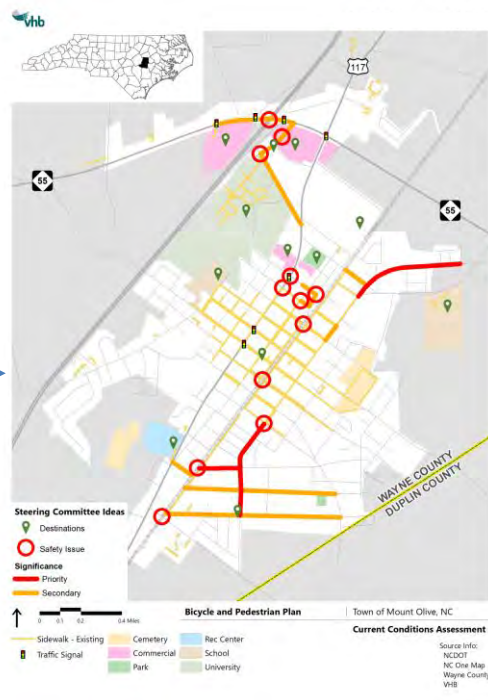 vhb
117
55
55
WAYNE COUNTY
DUPLIN COUNTY
Steering Committee Ideas
Destinations
Safety Issue
Significance
Priority
Secondary
0 0.1 0.2 0.4 Miles
Bicycle and Pedestrian Plan
Town of Mount Olive, NC
Current Conditions Assessment
Sidewalk - Existing
Traffic Signal
Cemetery
Commercial
Park
Rec Center
School
University
Source Info:
NCDOT
NC One Map
Wayne County
VHB